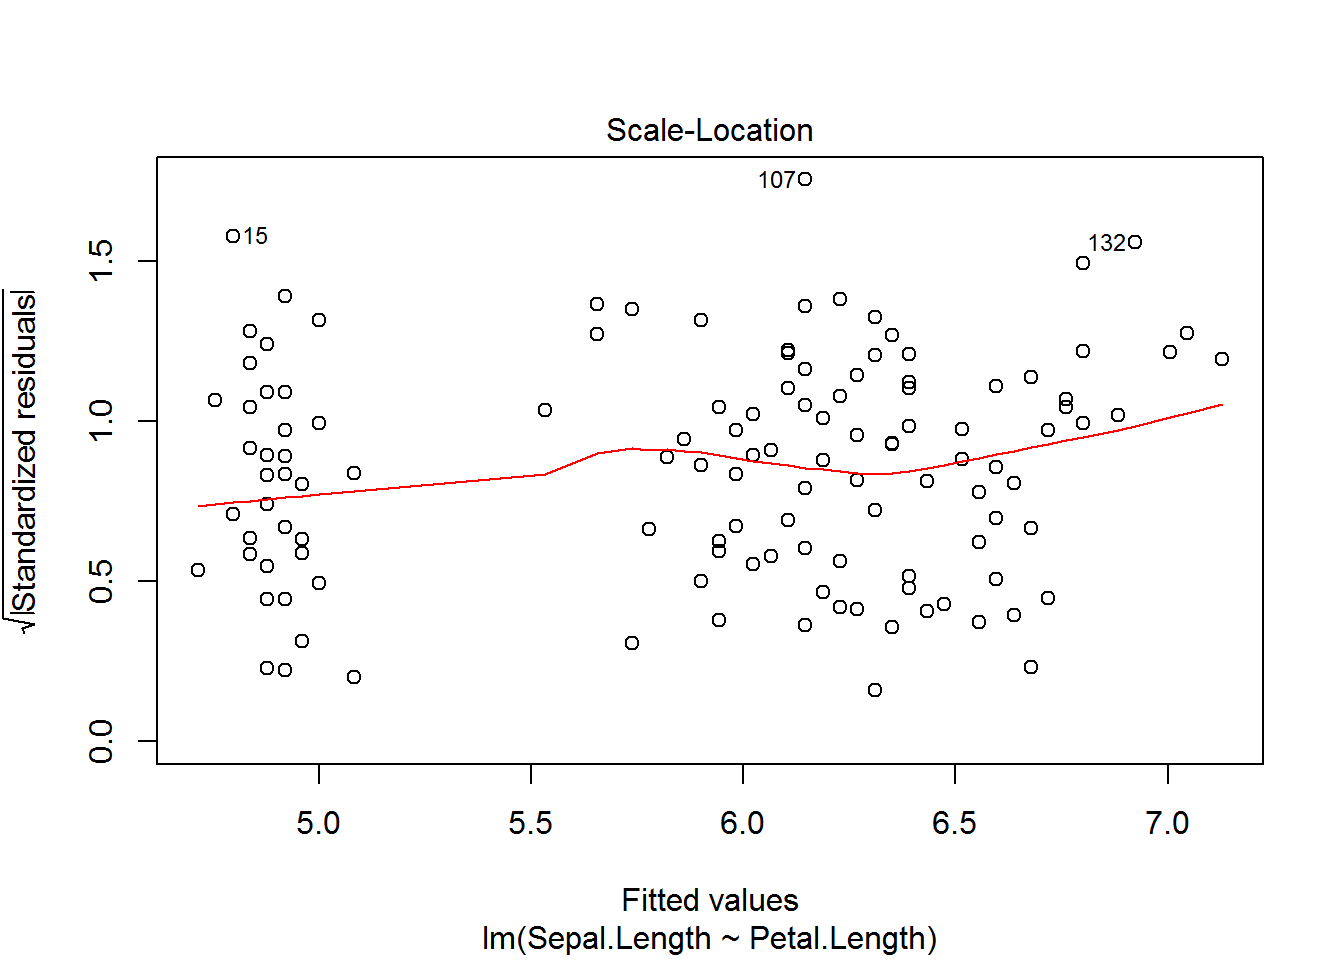 Scale-Location
107
15
132
√|Standardized residuals|
1.5
1.0
0.5
0.0
5.0 5.5 6.0 6.5 7.0
Fitted values
lm(Sepal.Length ~ Petal.Length)